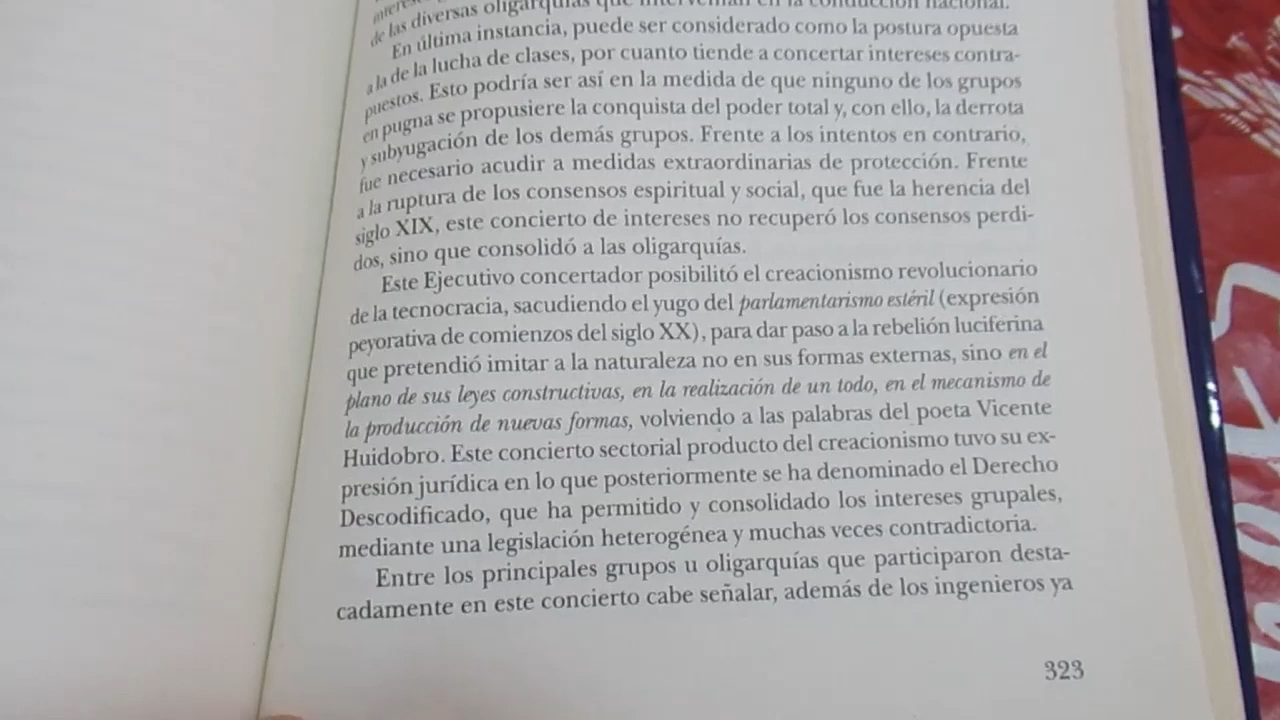 de las diversas oligarquías que intervenían en la conducción nacional.
En última instancia, puede ser considerado como la postura opuesta
a la de la lucha de clases, por cuanto tiende a concertar intereses contra-
puestos. Esto podría ser así en la medida de que ninguno de los grupos
en pugna se propusiere la conquista del poder total y, con ello, la derrota
y subyugación de los demás grupos. Frente a los intentos en contrario,
fue necesario acudir a medidas extraordinarias de protección. Frente
a la ruptura de los consensos espiritual y social, que fue la herencia del
siglo XIX, este concierto de intereses no recuperó los consensos perdi-
dos, sino que consolidó a las oligarquías.
Este Ejecutivo concertador posibilitó el creacionismo revolucionario
de la tecnocracia, sacudiendo el yugo del parlamentarismo estéril (expresión
peyorativa de comienzos del siglo XX), para dar paso a la rebelión luciferina
que pretendió imitar a la naturaleza no en sus formas externas, sino en el
plano de sus leyes constructivas, en la realización de un todo, en el mecanismo de
la producción de nuevas formas, volviendo a las palabras del poeta Vicente
Huidobro. Este concierto sectorial producto del creacionismo tuvo su ex-
presión jurídica en lo que posteriormente se ha denominado el Derecho
Descodificado, que ha permitido y consolidado los intereses grupales,
mediante una legislación heterogénea y muchas veces contradictoria.
Entre los principales grupos u oligarquías que participaron desta-
cadamente en este concierto cabe señalar, además de los ingenieros ya
323